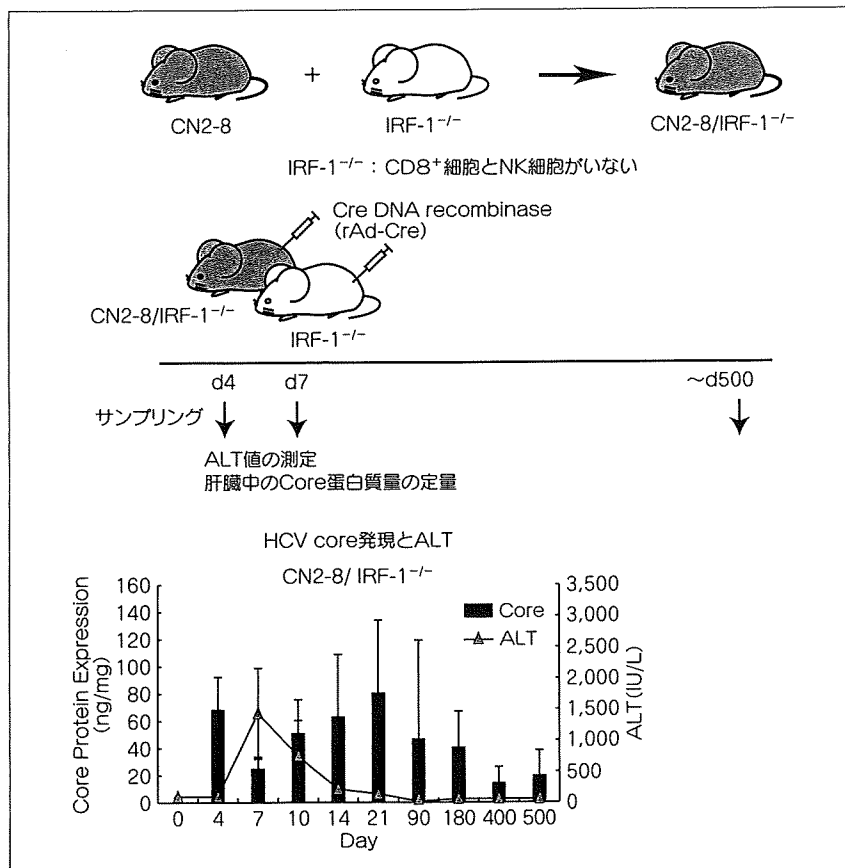 CN2-8
+
IRF-1⁻/⁻
CN2-8/IRF-1⁻/⁻
IRF-1⁻/⁻：CD8⁺細胞とNK細胞がいない
Cre DNA recombinase
(rAd-Cre)
CN2-8/IRF-1⁻/⁻
IRF-1⁻/⁻
d4 d7 ～d500
サンプリング
ALT値の測定
肝臓中のCore蛋白質量の定量
HCV core発現とALT
CN2-8/ IRF-1⁻/⁻
Core
ALT
Core Protein Expression
(ng/mg)
160
140
120
100
80
60
40
20
0
3,500
3,000
2,500
2,000
1,500
1,000
500
0
ALT(IU/L)
0 4 7 10 14 21 90 180 400 500
Day